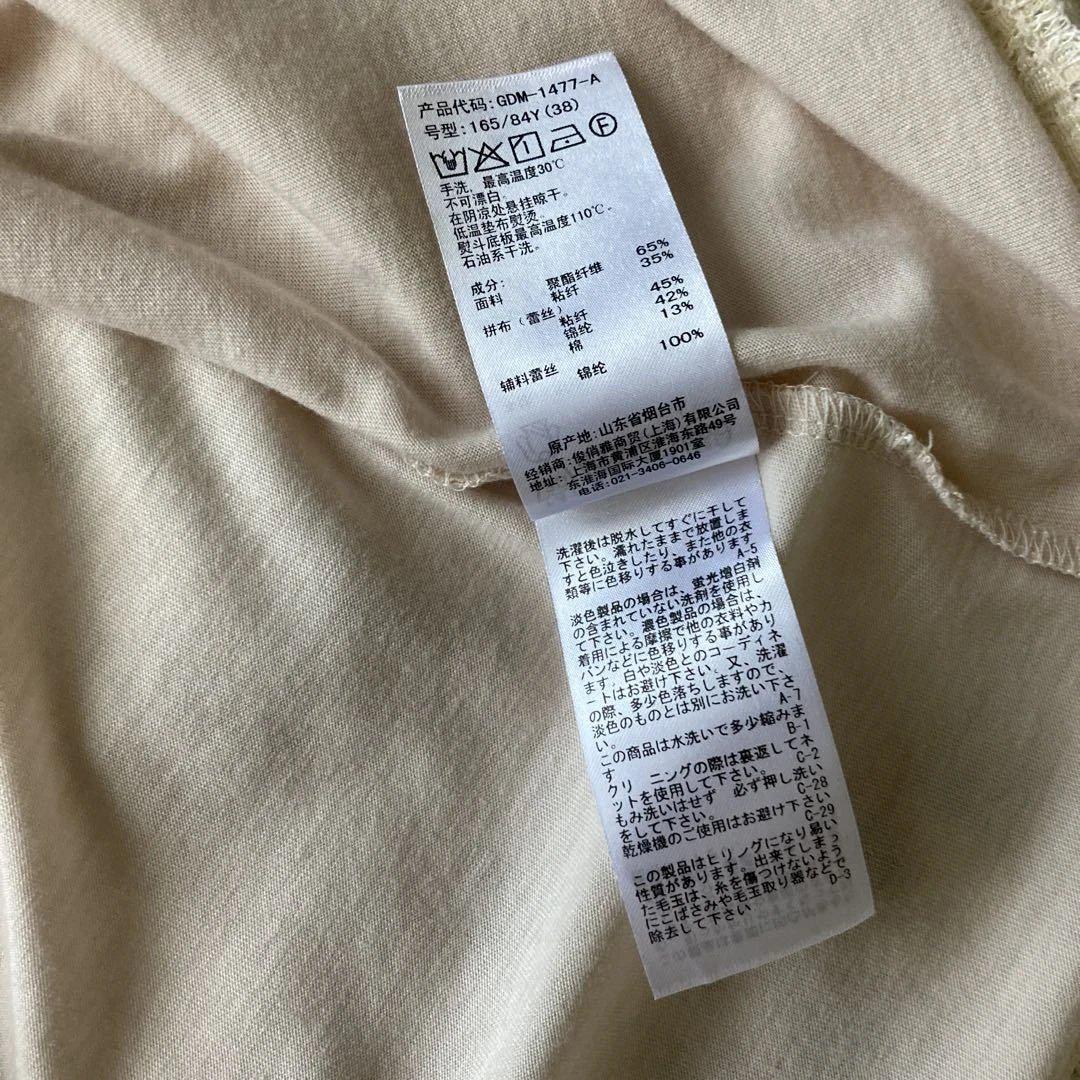 产品代码:GDM-1477-A
号型:165/84Y(38)
手洗，最高温度30℃
不可漂白。
在阴凉处悬挂晾干。
低温垫布熨烫。
熨斗底板最高温度110℃。
石油系干洗。
成分:
面料 聚酯纤维 65%
粘纤 35%
拼布(蕾丝) 粘纤 45%
锦纶 42%
棉 13%
辅料蕾丝 锦纶 100%
原产地:山东省烟台市
经销商:俊俏雅商贸(上海)有限公司
地址:上海市黄浦区淮海东路49号
东淮海国际大厦1901室
电话:021-3406-0646
洗濯後は脱水してすぐに干して
下さい。濡れたままで放置しま
すと色泣きしたり、また他の衣
類等に色移りする事があります。
A-5
淡色製品の場合は、蛍光増白剤
の含まれていない洗剤を使用し
て下さい。濃色製品の場合は、
着用による摩擦で他の衣料やカ
バンなどに色移りする事があり
ます。白や淡色とのコーディネ
ートはお避け下さい。又、洗濯
の際、多少色落ちしますので、
淡色のものとは別にお洗い下さ
い。 A-7
この商品は水洗いで多少縮みま
す B-1
クリ ニングの際は裏返してネ
ットを使用して下さい。 C-2
もみ洗いはせず 必ず押し洗い
をして下さい。 C-28
乾燥機のご使用はお避け下さい
C-29
この製品はピリングになり易い
性質があります。出来てしまっ
た毛玉は、糸を傷つけないよう
にこばさみや毛玉取り器などで
除去して下さい D-3